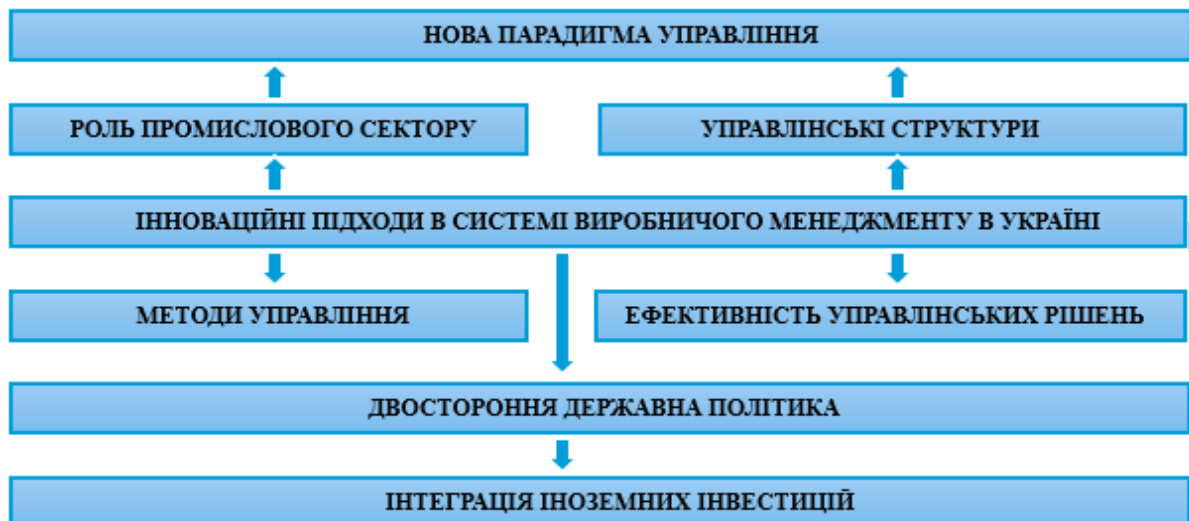 НОВА ПАРАДИГМА УПРАВЛІННЯ
РОЛЬ ПРОМИСЛОВОГО СЕКТОРУ
УПРАВЛІНСЬКІ СТРУКТУРИ
ІННОВАЦІЙНІ ПІДХОДИ В СИСТЕМІ ВИРОБНИЧОГО МЕНЕДЖМЕНТУ В УКРАЇНІ
МЕТОДИ УПРАВЛІННЯ
ЕФЕКТИВНІСТЬ УПРАВЛІНСЬКИХ РІШЕНЬ
ДВОСТОРОННЯ ДЕРЖАВНА ПОЛІТИКА
ІНТЕГРАЦІЯ ІНОЗЕМНИХ ІНВЕСТИЦІЙ